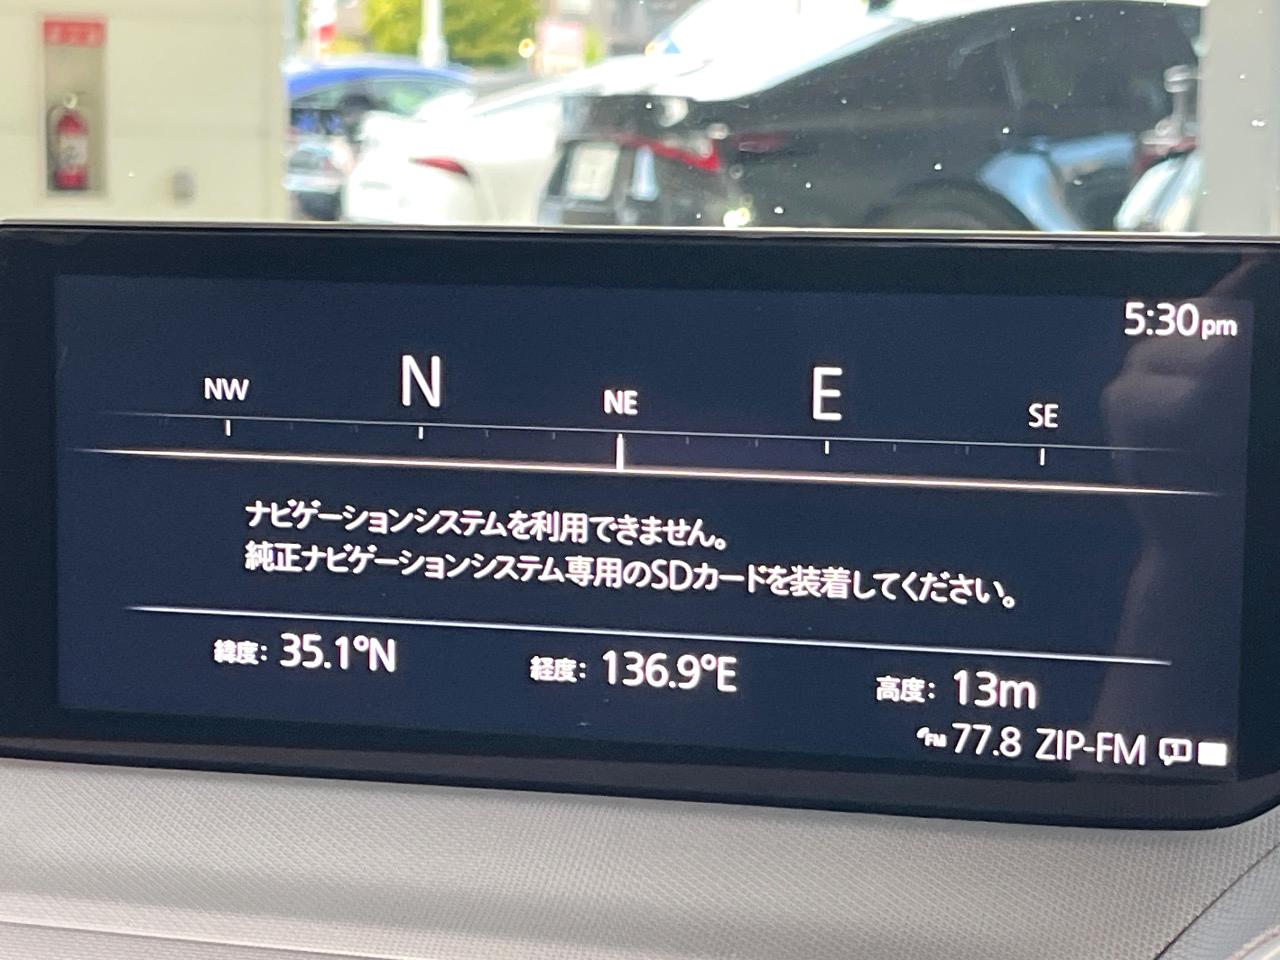 5:30pm
NW N NE E SE
ナビゲーションシステムを利用できません。
純正ナビゲーションシステム専用のSDカードを装着してください。
緯度: 35.1°N 経度: 136.9°E 高度: 13m
FM 77.8 ZIP-FM 1